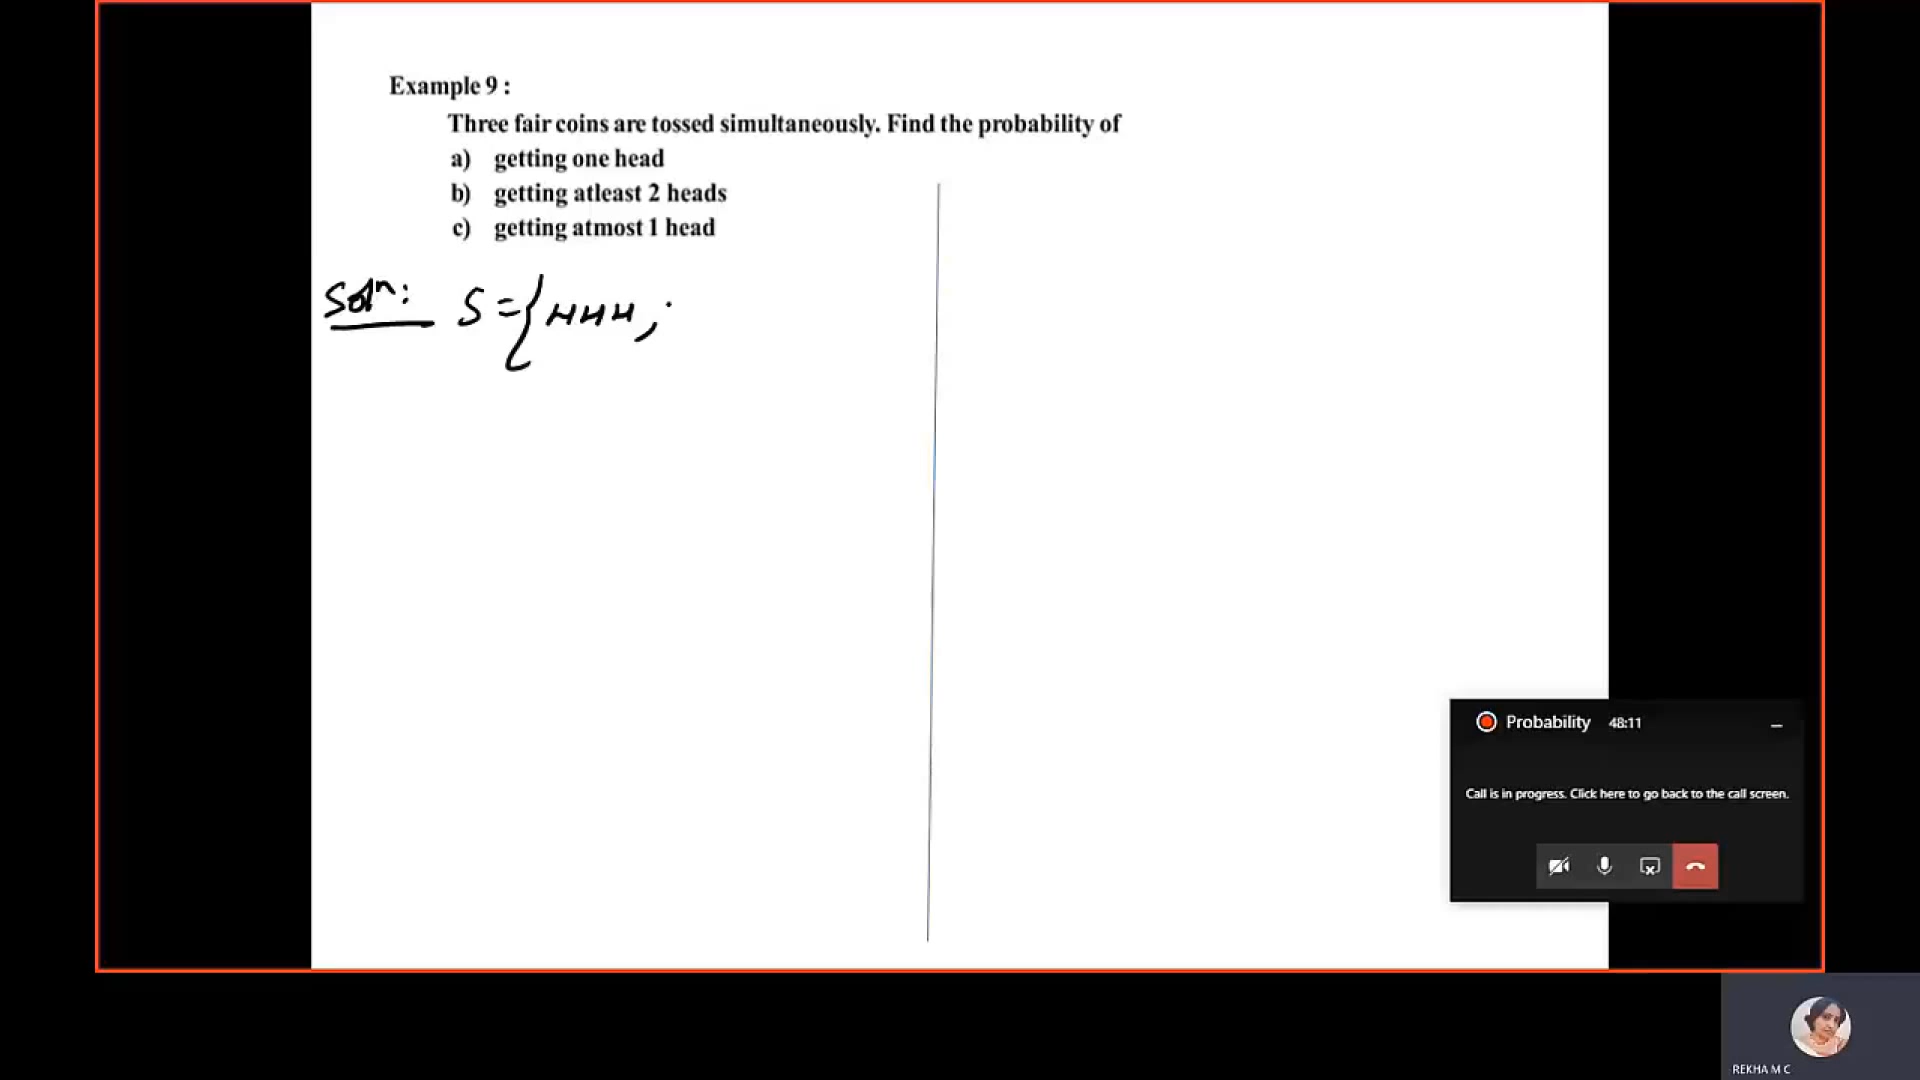 Example 9 :
Three fair coins are tossed simultaneously. Find the probability of
a) getting one head
b) getting atleast 2 heads
c) getting atmost 1 head
Soln: S = { HHH ,
Probability 48:11
Call is in progress. Click here to go back to the call screen.
REKHA M C